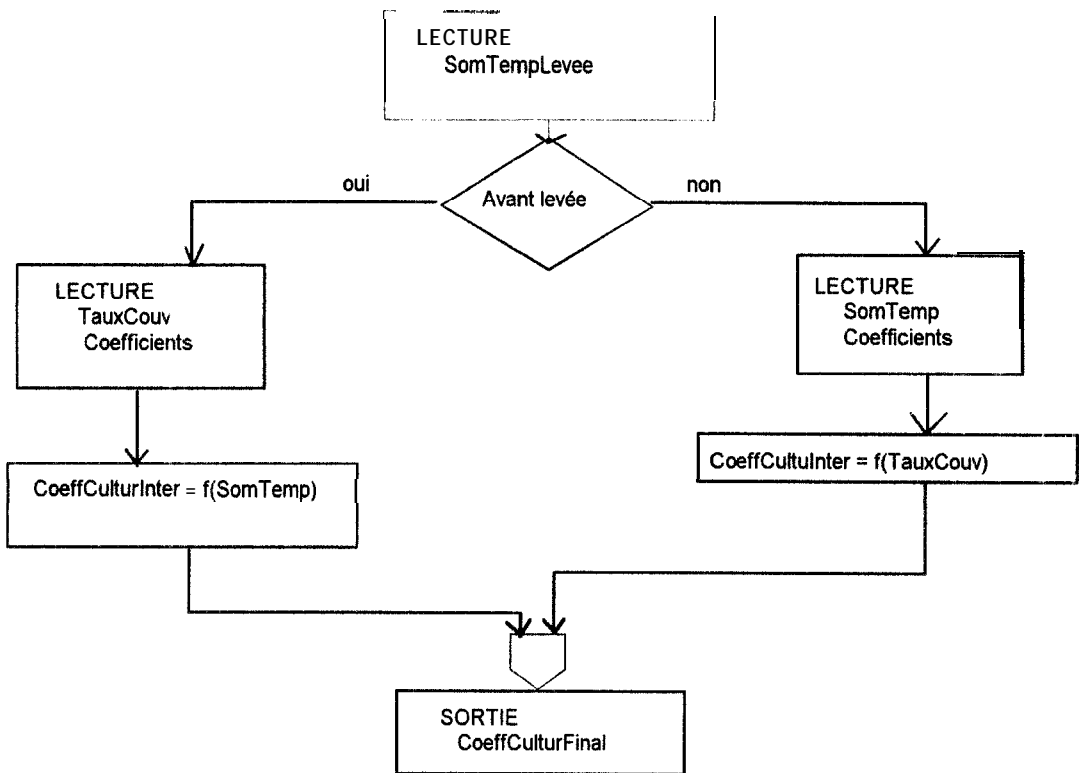 LECTURE
SomTempLevee
oui
Avant levée
non
LECTURE
TauxCouv
Coefficients
LECTURE
SomTemp
Coefficients
CoeffCulturInter = f(SomTemp)
CoeffCultuInter = f(TauxCouv)
SORTIE
CoeffCulturFinal